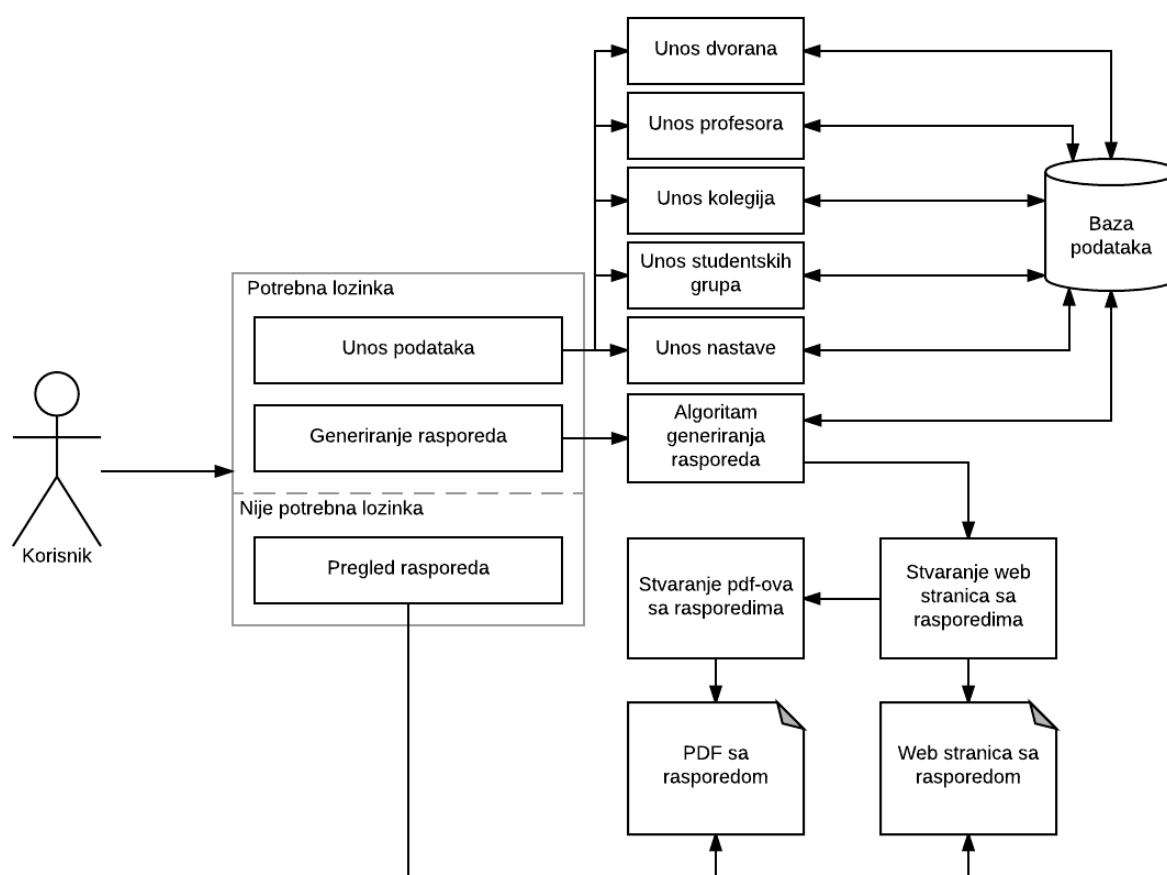 Unos dvorana
Unos profesora
Unos kolegija
Baza
podataka
Unos studentskih
grupa
Potrebna lozinka
Unos podataka
Unos nastave
Generiranje rasporeda
Algoritam
generiranja
rasporeda
Nije potrebna lozinka
Korisnik
Pregled rasporeda
Stvaranje pdf-ova
sa rasporedima
Stvaranje web
stranica sa
rasporedima
PDF sa
rasporedom
Web stranica sa
rasporedom